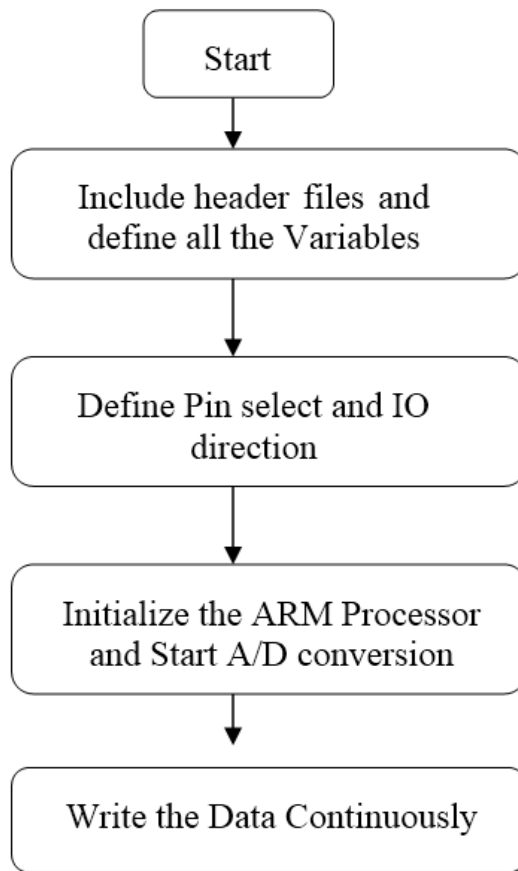 Start
Include header files and
define all the Variables
Define Pin select and IO
direction
Initialize the ARM Processor
and Start A/D conversion
Write the Data Continuously